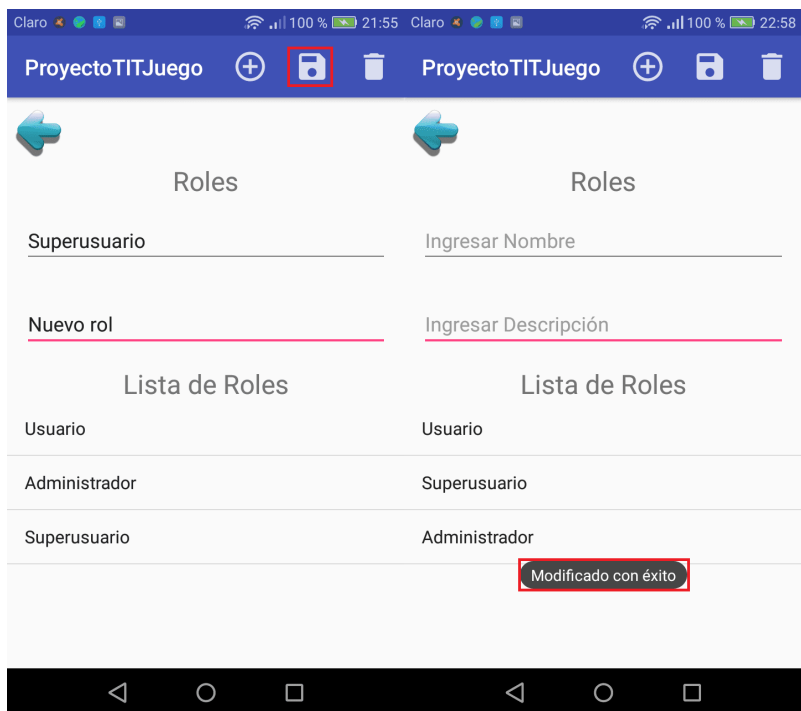 Claro 100 % 21:55
ProyectoTITJuego
Roles
Superusuario
Nuevo rol
Lista de Roles
Usuario
Administrador
Superusuario
Claro 100 % 22:58
ProyectoTITJuego
Roles
Ingresar Nombre
Ingresar Descripción
Lista de Roles
Usuario
Superusuario
Administrador
Modificado con éxito